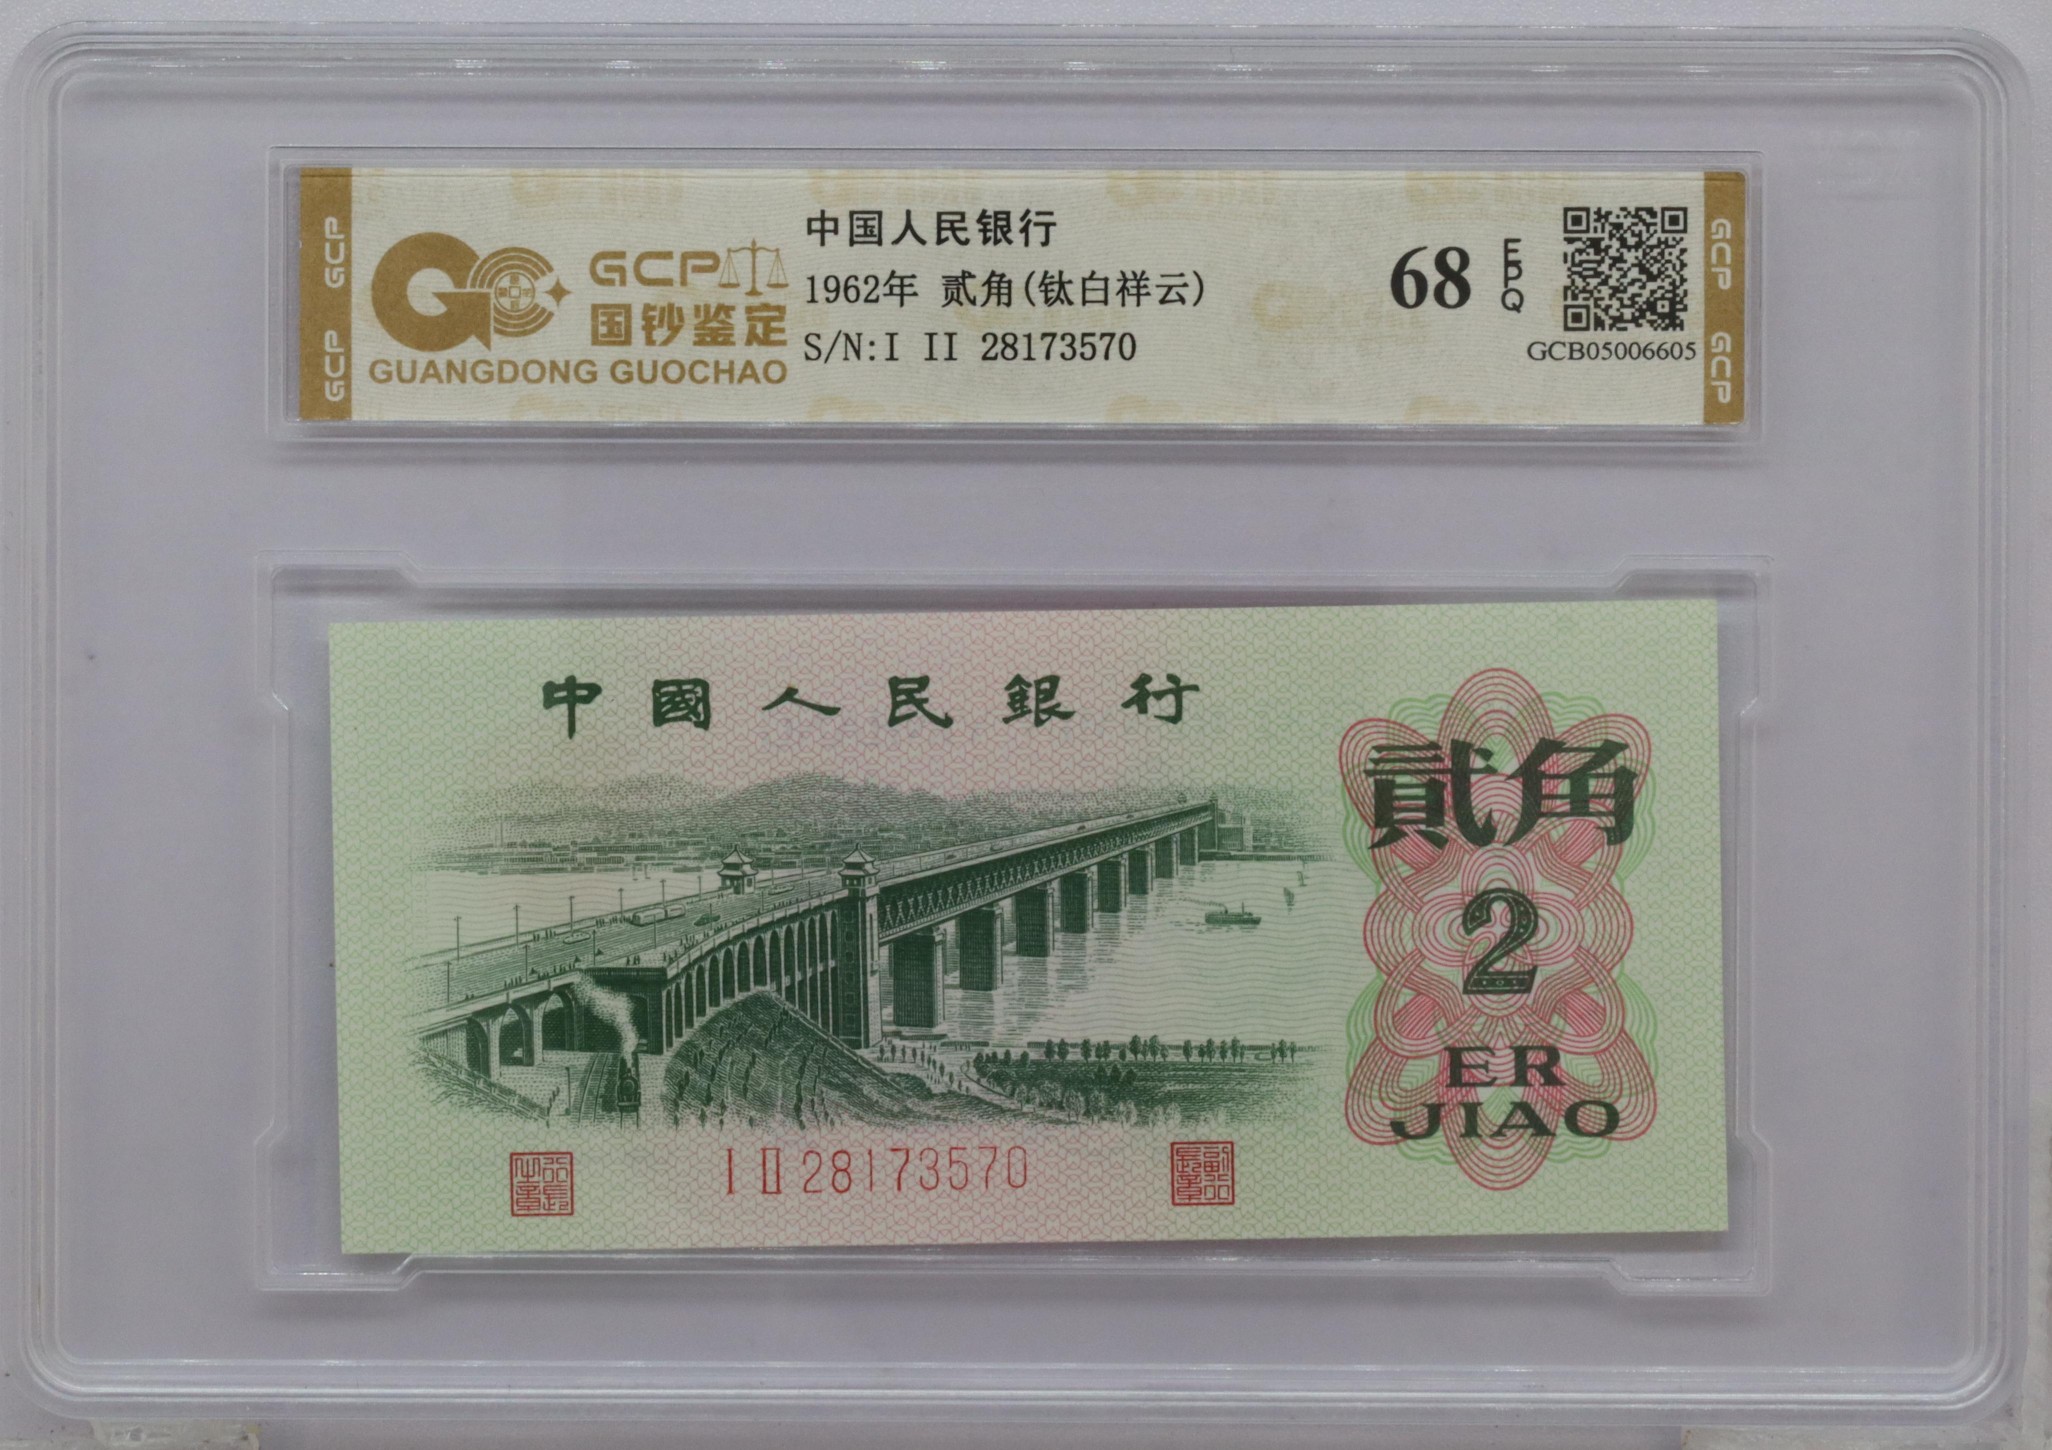 GCP
GCP
GCP
国钞鉴定
GUANGDONG GUOCHAO
中国人民银行
1962年 贰角(钛白祥云)
S/N:I II 28173570
68
EPQ
GCB05006605
GCP
GCP
中國人民銀行
貳角
2
ER
JIAO
I II 28173570